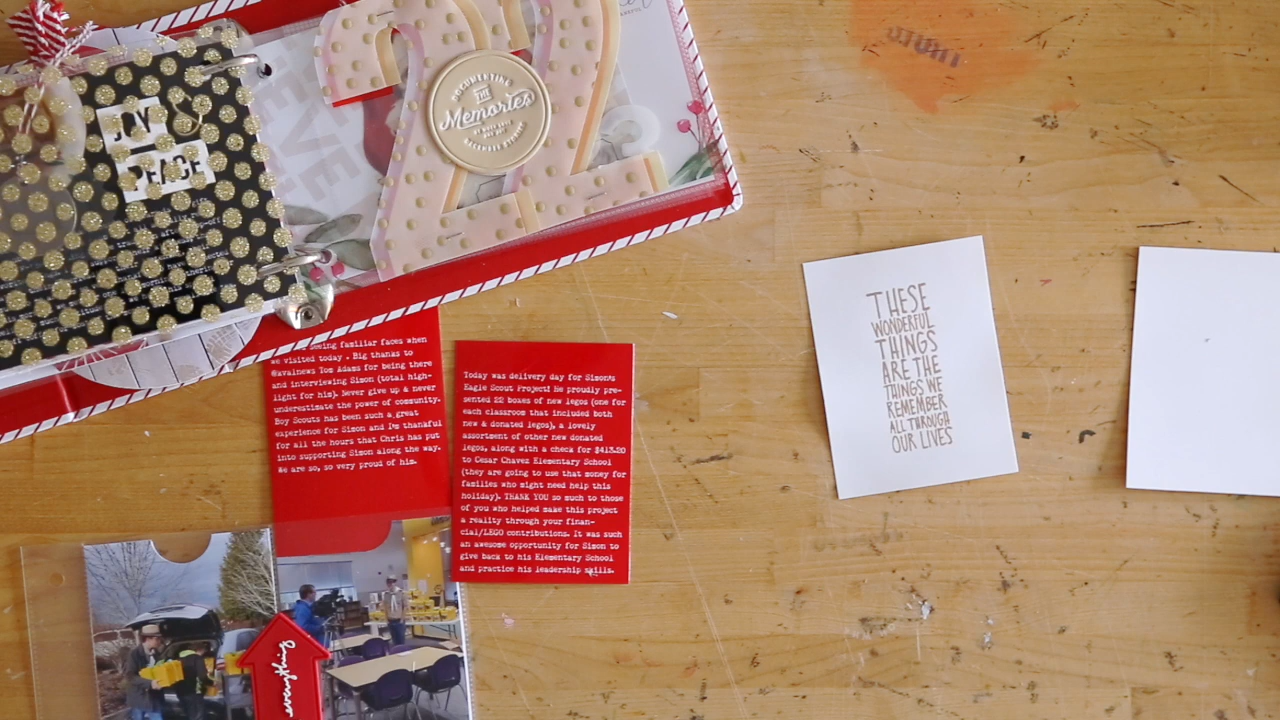 JOY
PEACE
22
DOCUMENTING
THE
Memories
seeing familiar faces when
we visited today . Big thanks to
@avalnews Tom Adams for being there
and interviewing Simon (total high-
light for him). Never give up & never
underestimate the power of community.
Boy Scouts has been such a great
experience for Simon and I'm thankful
for all the hours that Chris has put
into supporting Simon along the way.
We are so, so very proud of him.
Today was delivery day for Simon's
Eagle Scout Project! He proudly pre-
sented 22 boxes of new legos (one for
each classroom that included both
new & donated legos), a lovely
assortment of other new donated
legos, along with a check for $413.20
to Cesar Chavez Elementary School
(they are going to use that money for
families who might need help this
holiday). THANK YOU so much to those
of you who helped make this project
a reality through your finan-
cial/LEGO contributions. It was such
an awesome opportunity for Simon to
give back to his Elementary School
and practice his leadership skills.
THESE
WONDERFUL
THINGS
ARE THE
THINGS WE
REMEMBER
ALL THROUGH
OUR LIVES
everything